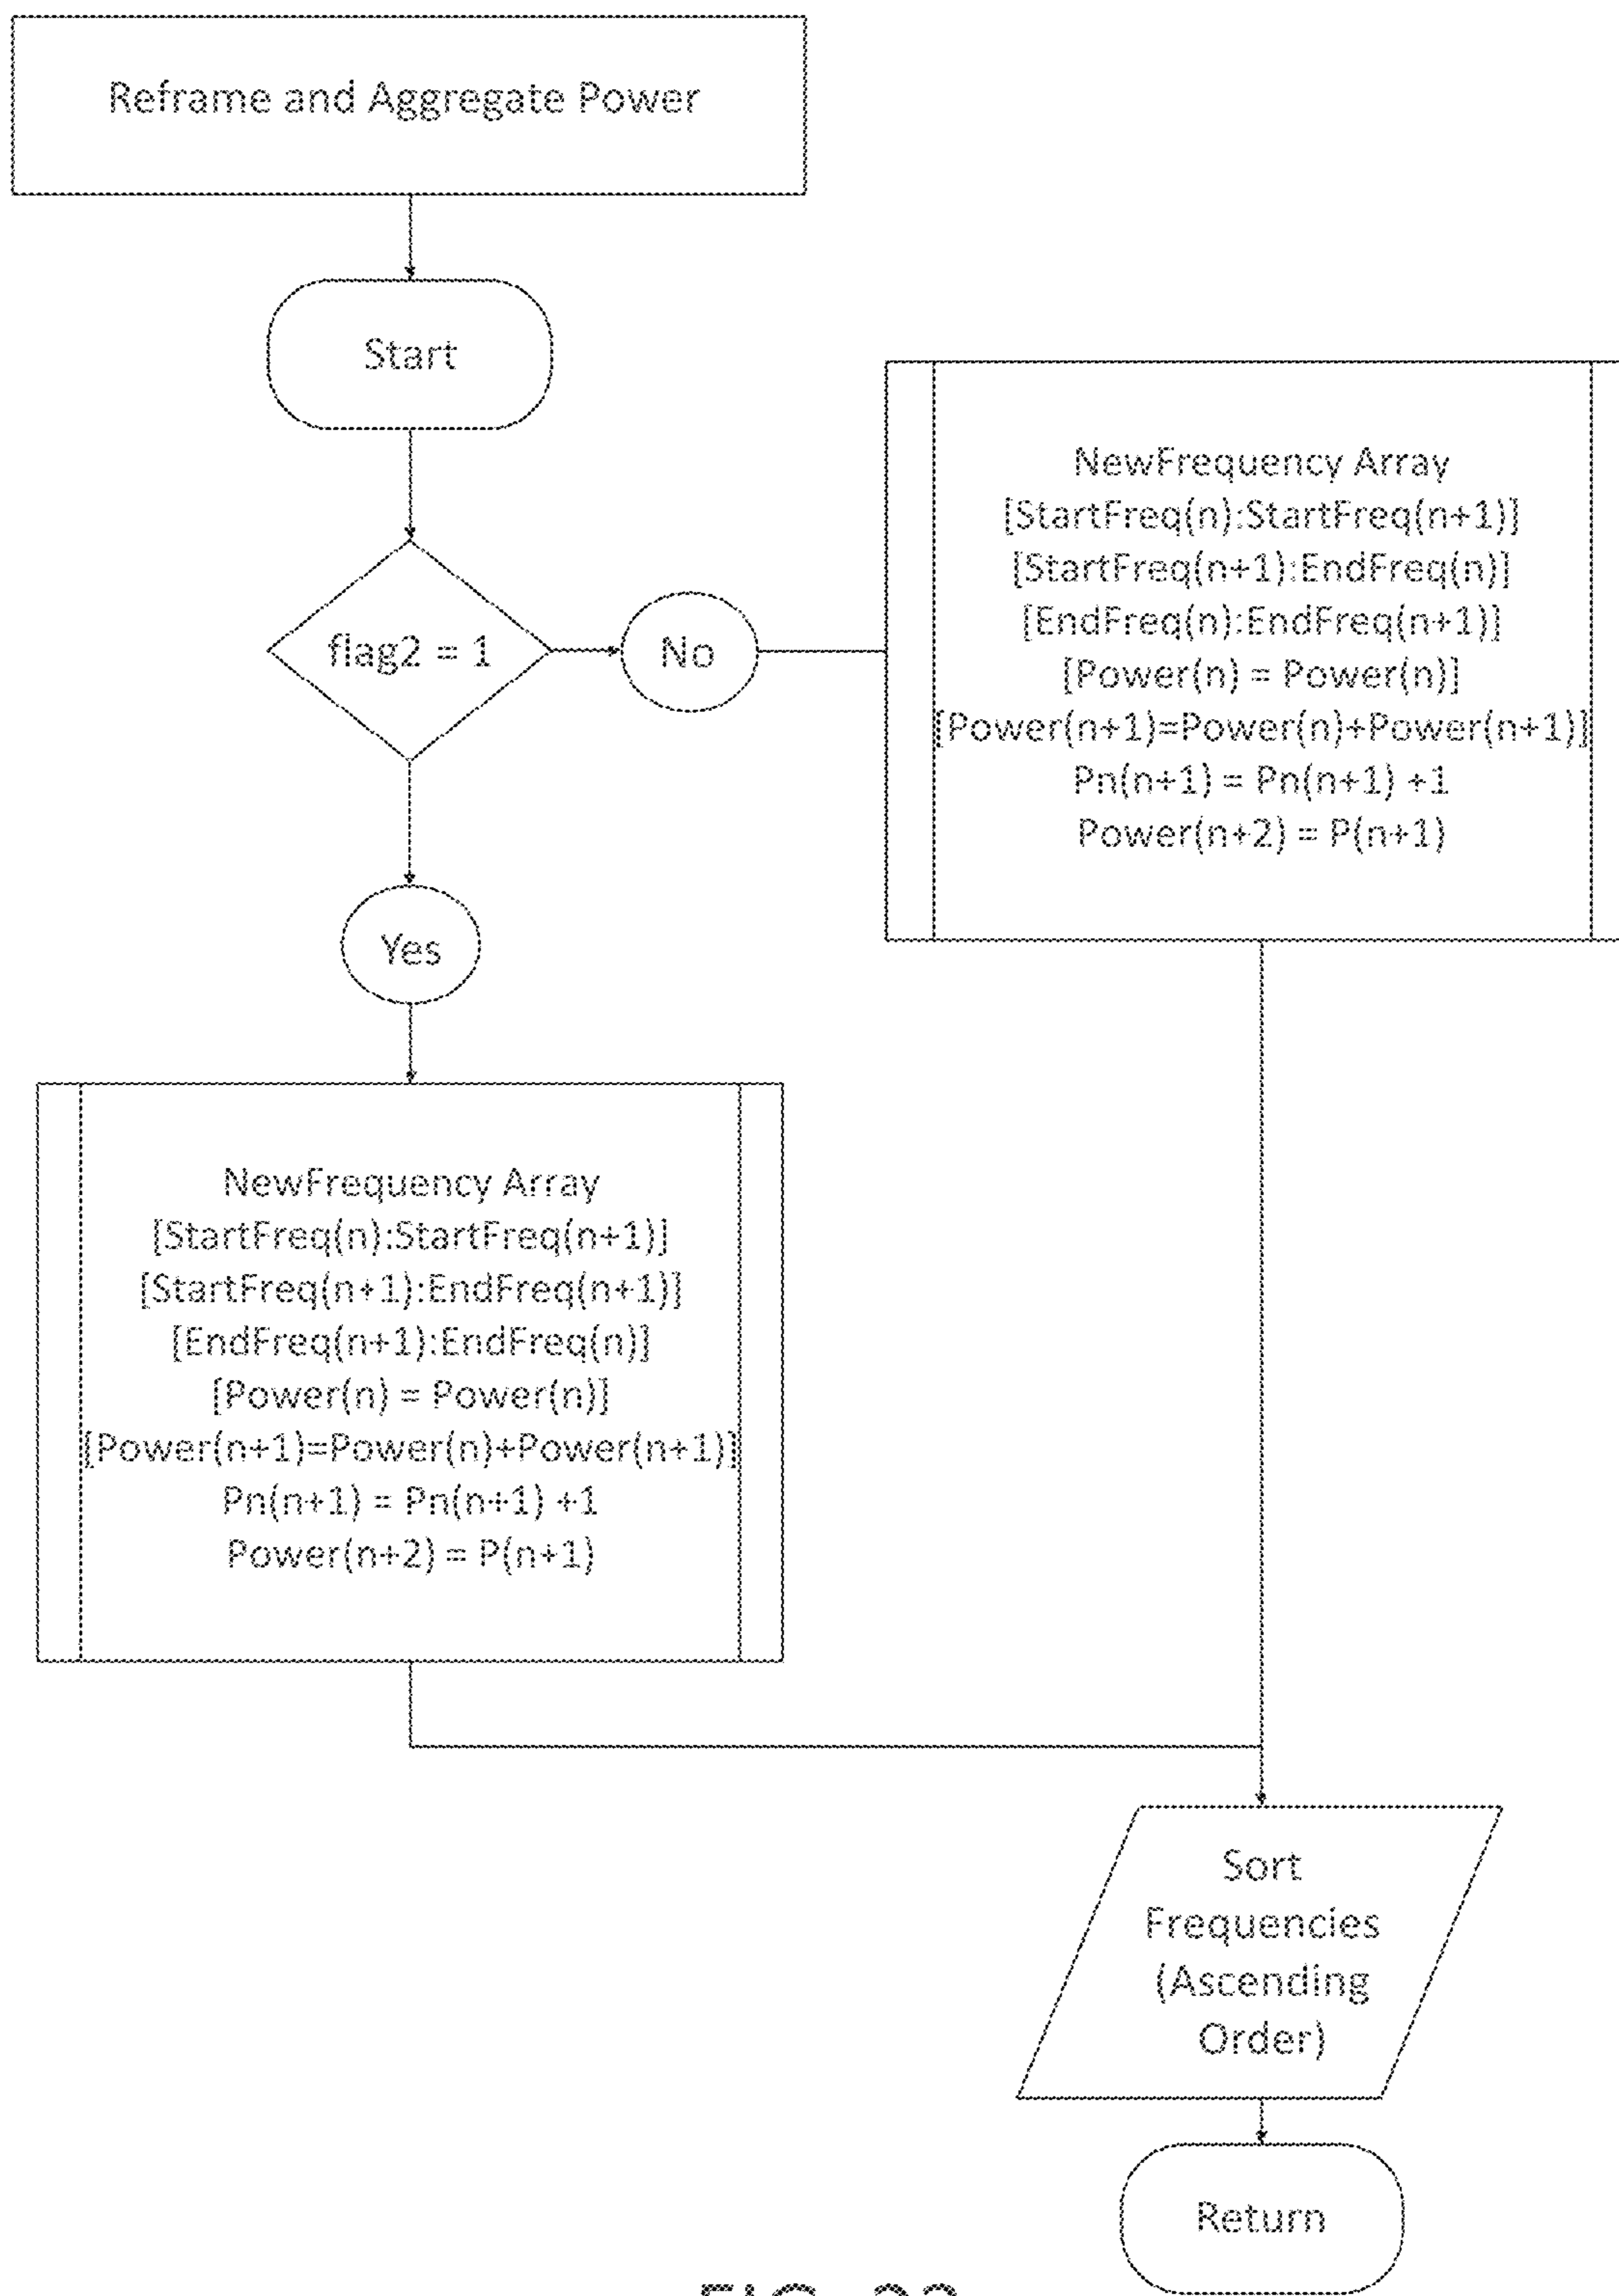 Reframe and Aggregate Power
Start
flag2 = 1
No
NewFrequency Array
[StartFreq(n):StartFreq(n+1)]
[StartFreq(n+1):EndFreq(n)]
[EndFreq(n):EndFreq(n+1)]
[Power(n) = Power(n)]
[Power(n+1)=Power(n)+Power(n+1)]
Pn(n+1) = Pn(n+1) +1
Power(n+2) = P(n+1)
Yes
NewFrequency Array
[StartFreq(n):StartFreq(n+1)]
[StartFreq(n+1):EndFreq(n+1)]
[EndFreq(n+1):EndFreq(n)]
[Power(n) = Power(n)]
[Power(n+1)=Power(n)+Power(n+1)]
Pn(n+1) = Pn(n+1) +1
Power(n+2) = P(n+1)
Sort
Frequencies
(Ascending
Order)
Return